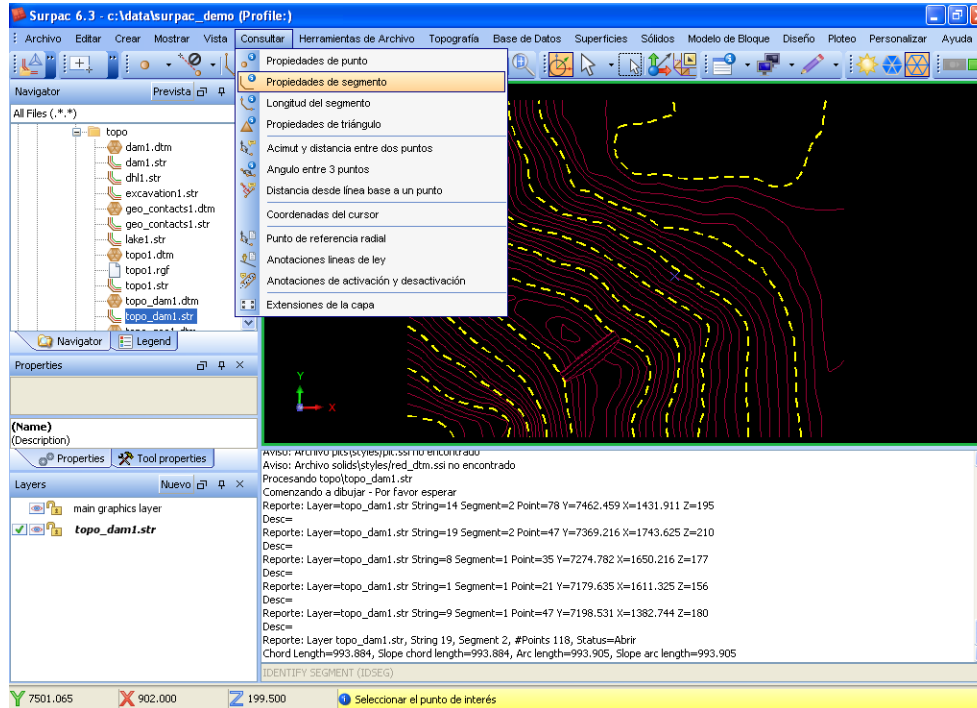 Surpac 6.3 - c:\data\surpac_demo (Profile:)
Archivo Editar Crear Mostrar Vista Consultar Herramientas de Archivo Topografía Base de Datos Superficies Sólidos Modelo de Bloque Diseño Ploteo Personalizar Ayuda
Propiedades de punto
Propiedades de segmento
Longitud del segmento
Propiedades de triángulo
Acimut y distancia entre dos puntos
Angulo entre 3 puntos
Distancia desde línea base a un punto
Coordenadas del cursor
Punto de referencia radial
Anotaciones lineas de ley
Anotaciones de activación y desactivación
Extensiones de la capa
Navigator Prevista
All Files (.*.*)
topo
dam1.dtm
dam1.str
dhl1.str
excavation1.str
geo_contacts1.dtm
geo_contacts1.str
lake1.str
topo1.dtm
topo1.rgf
topo1.str
topo_dam1.dtm
topo_dam1.str
Navigator Legend
Properties
(Name)
(Description)
Properties Tool properties
Layers Nuevo
main graphics layer
topo_dam1.str
Y
X
Aviso: Archivo pits\styles\pit.ssi no encontrado
Aviso: Archivo solids\styles/red_dtm.ssi no encontrado
Procesando topo\topo_dam1.str
Comenzando a dibujar - Por favor esperar
Reporte: Layer=topo_dam1.str String=14 Segment=2 Point=78 Y=7462.459 X=1431.911 Z=195
Desc=
Reporte: Layer=topo_dam1.str String=19 Segment=2 Point=47 Y=7369.216 X=1743.625 Z=210
Desc=
Reporte: Layer=topo_dam1.str String=8 Segment=1 Point=35 Y=7274.782 X=1650.216 Z=177
Desc=
Reporte: Layer=topo_dam1.str String=1 Segment=1 Point=21 Y=7179.635 X=1611.325 Z=156
Desc=
Reporte: Layer=topo_dam1.str String=9 Segment=1 Point=47 Y=7198.531 X=1382.744 Z=180
Desc=
Reporte: Layer topo_dam1.str, String 19, Segment 2, #Points 118, Status=Abrir
Chord Length=993.884, Slope chord length=993.884, Arc length=993.905, Slope arc length=993.905
IDENTIFY SEGMENT (IDSEG)
Y 7501.065 X 902.000 Z 199.500 Seleccionar el punto de interés